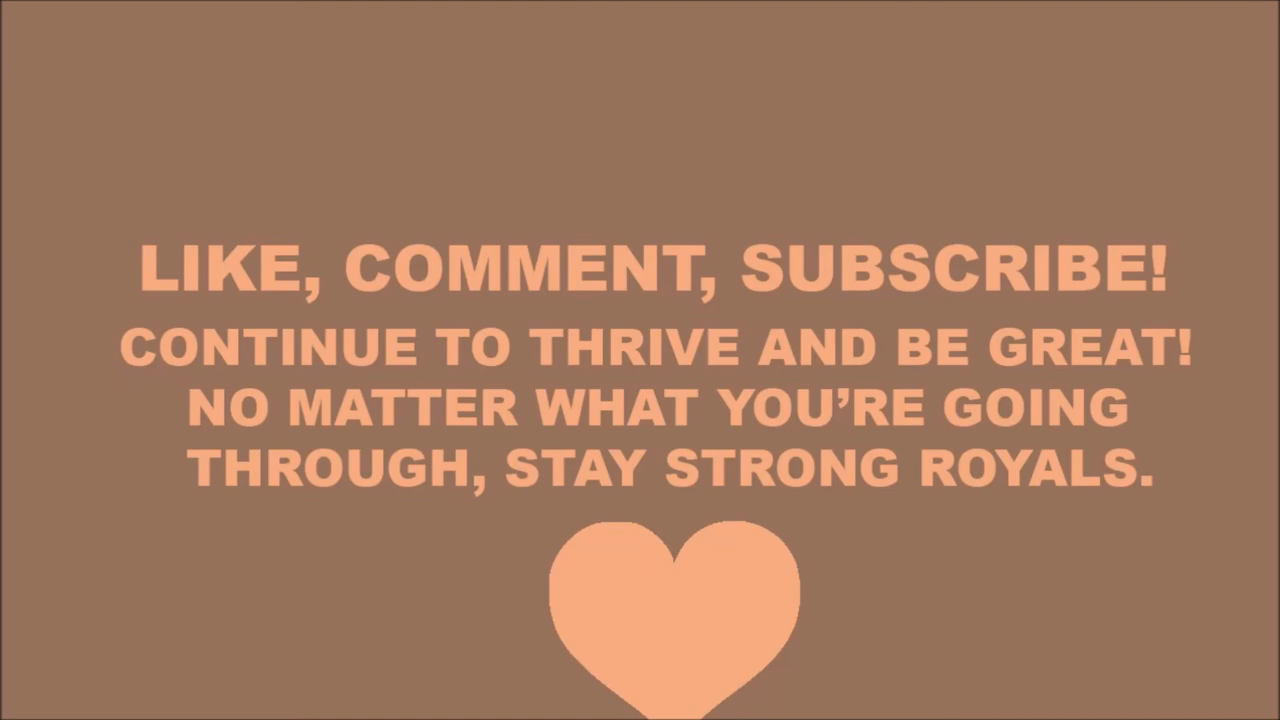 LIKE, COMMENT, SUBSCRIBE!
CONTINUE TO THRIVE AND BE GREAT!
NO MATTER WHAT YOU’RE GOING
THROUGH, STAY STRONG ROYALS.